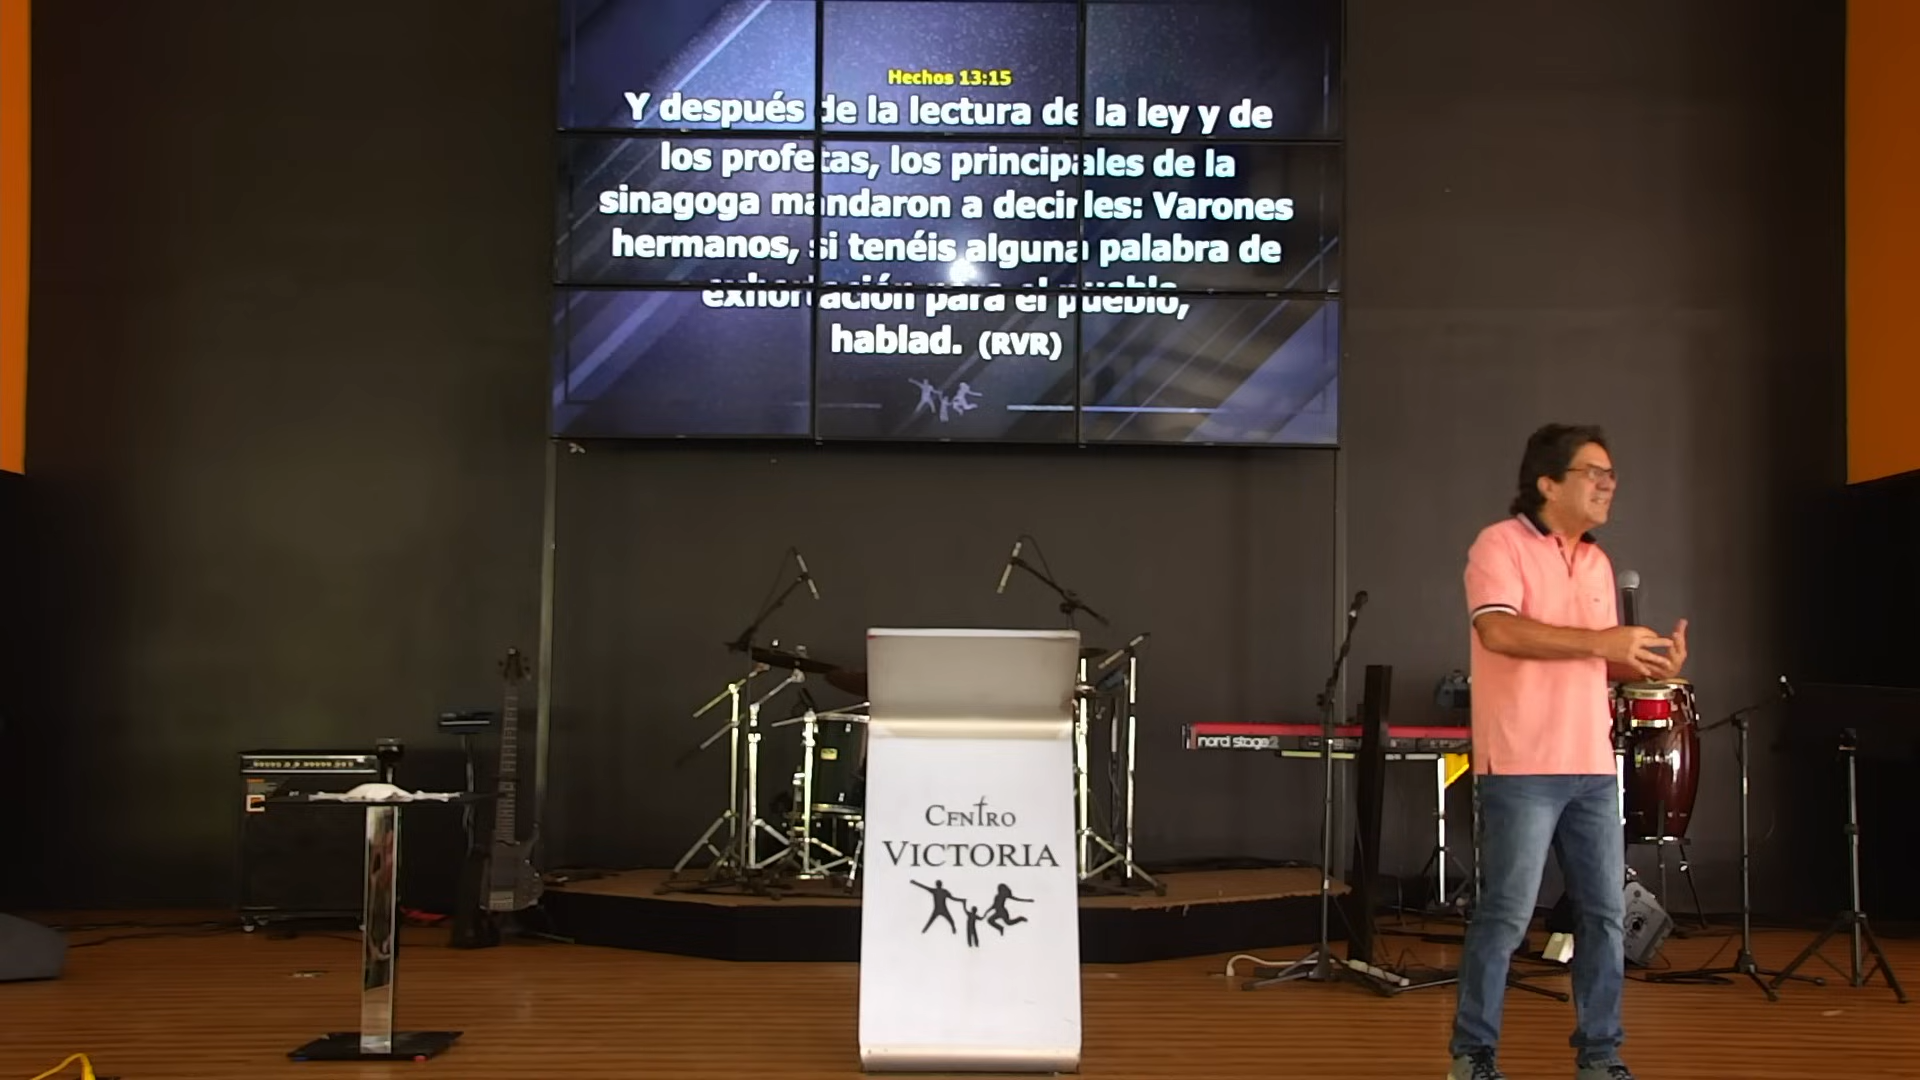 Hechos 13:15
Y después de la lectura de la ley y de
los profetas, los principales de la
sinagoga mandaron a decirles: Varones
hermanos, si tenéis alguna palabra de
exhortación para el pueblo,
hablad. (RVR)
nord stage 2
CENTRO
VICTORIA